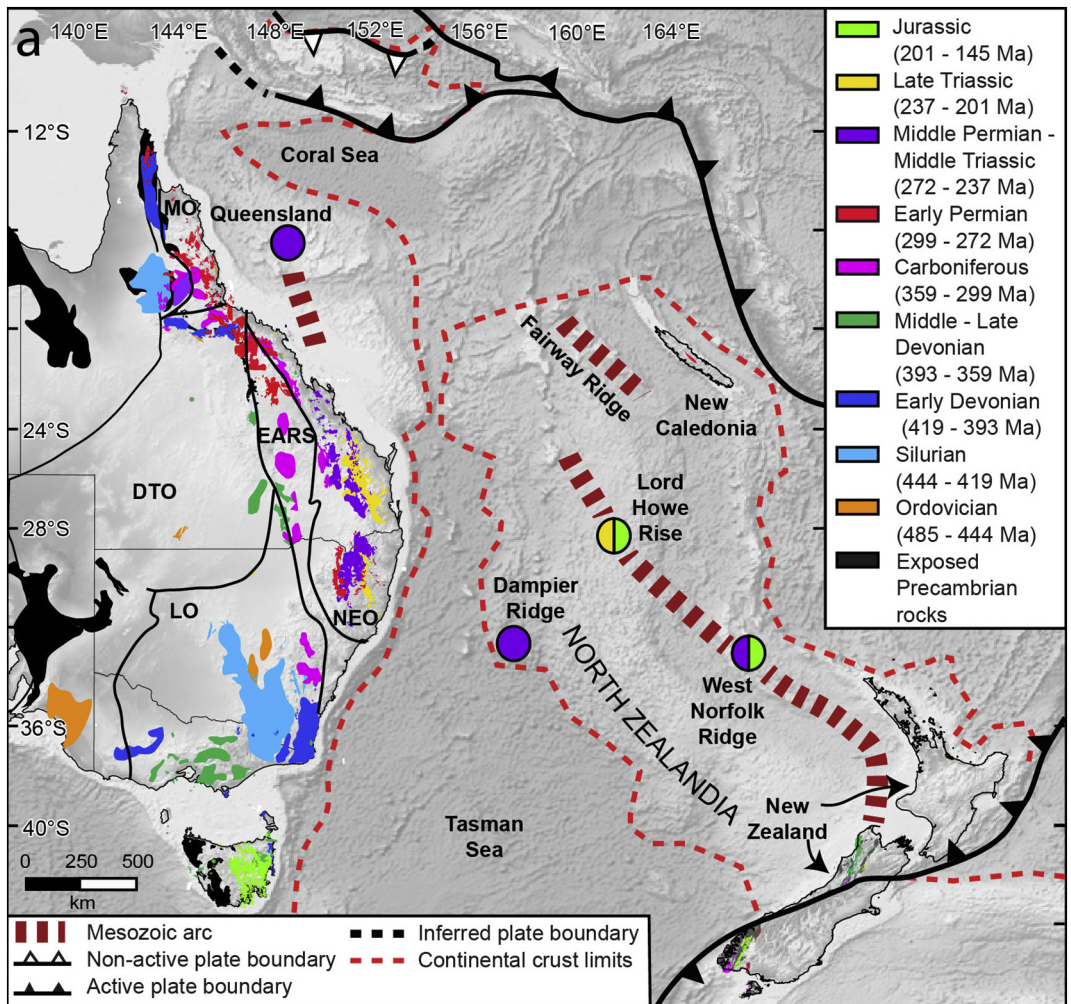 a
140°E 144°E 148°E 152°E 156°E 160°E 164°E
12°S
Coral Sea
MO
Queensland
Fairway Ridge
New
Caledonia
24°S
EARS
DTO
Lord
Howe
Rise
28°S
Dampier
Ridge
LO
NEO
NORTH ZEALANDIA
West
Norfolk
Ridge
36°S
New
Zealand
40°S
Tasman
Sea
0 250 500
km
Jurassic
(201 - 145 Ma)
Late Triassic
(237 - 201 Ma)
Middle Permian -
Middle Triassic
(272 - 237 Ma)
Early Permian
(299 - 272 Ma)
Carboniferous
(359 - 299 Ma)
Middle - Late
Devonian
(393 - 359 Ma)
Early Devonian
(419 - 393 Ma)
Silurian
(444 - 419 Ma)
Ordovician
(485 - 444 Ma)
Exposed
Precambrian
rocks
Mesozoic arc
Non-active plate boundary
Active plate boundary
Inferred plate boundary
Continental crust limits